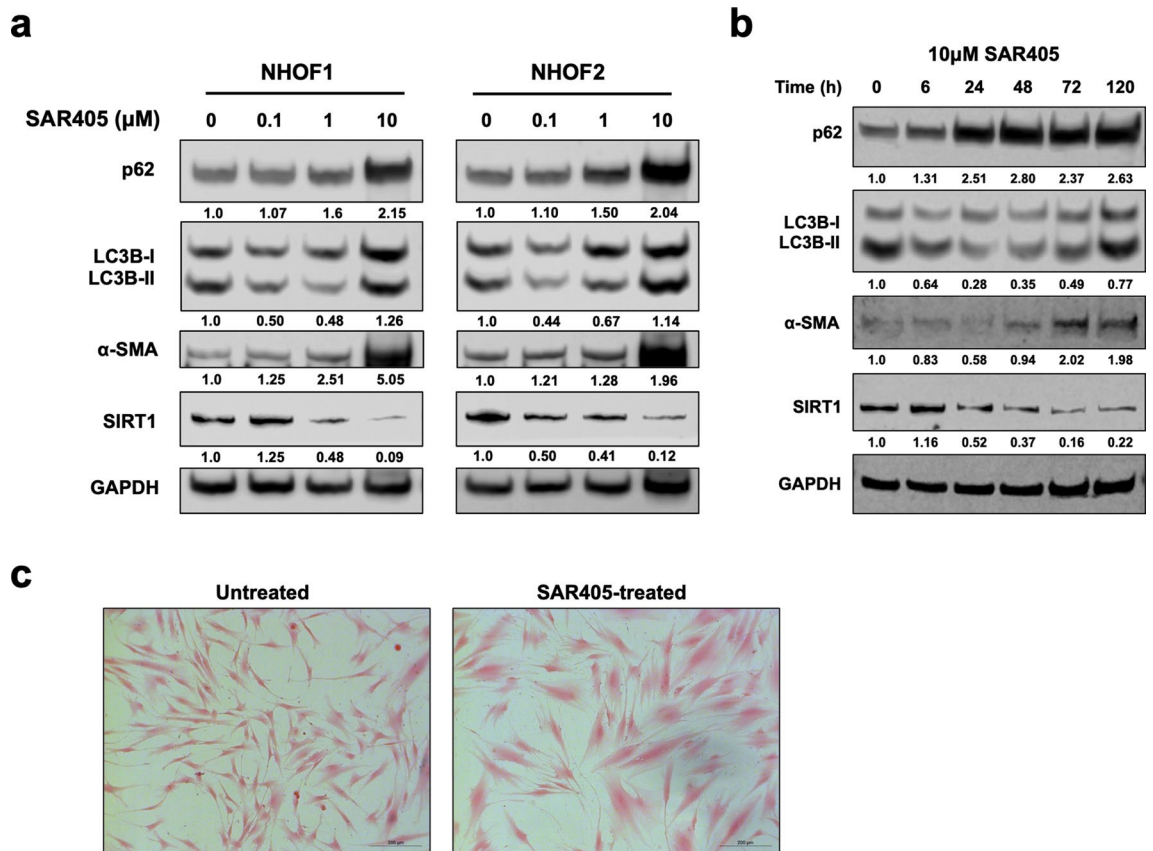 a
NHOF1 NHOF2
SAR405 (µM) 0 0.1 1 10 0 0.1 1 10
p62
1.0 1.07 1.6 2.15 1.0 1.10 1.50 2.04
LC3B-I
LC3B-II
1.0 0.50 0.48 1.26 1.0 0.44 0.67 1.14
α-SMA
1.0 1.25 2.51 5.05 1.0 1.21 1.28 1.96
SIRT1
1.0 1.25 0.48 0.09 1.0 0.50 0.41 0.12
GAPDH
b
10µM SAR405
Time (h) 0 6 24 48 72 120
p62
1.0 1.31 2.51 2.80 2.37 2.63
LC3B-I
LC3B-II
1.0 0.64 0.28 0.35 0.49 0.77
α-SMA
1.0 0.83 0.58 0.94 2.02 1.98
SIRT1
1.0 1.16 0.52 0.37 0.16 0.22
GAPDH
c
Untreated SAR405-treated
200 µm 200 µm